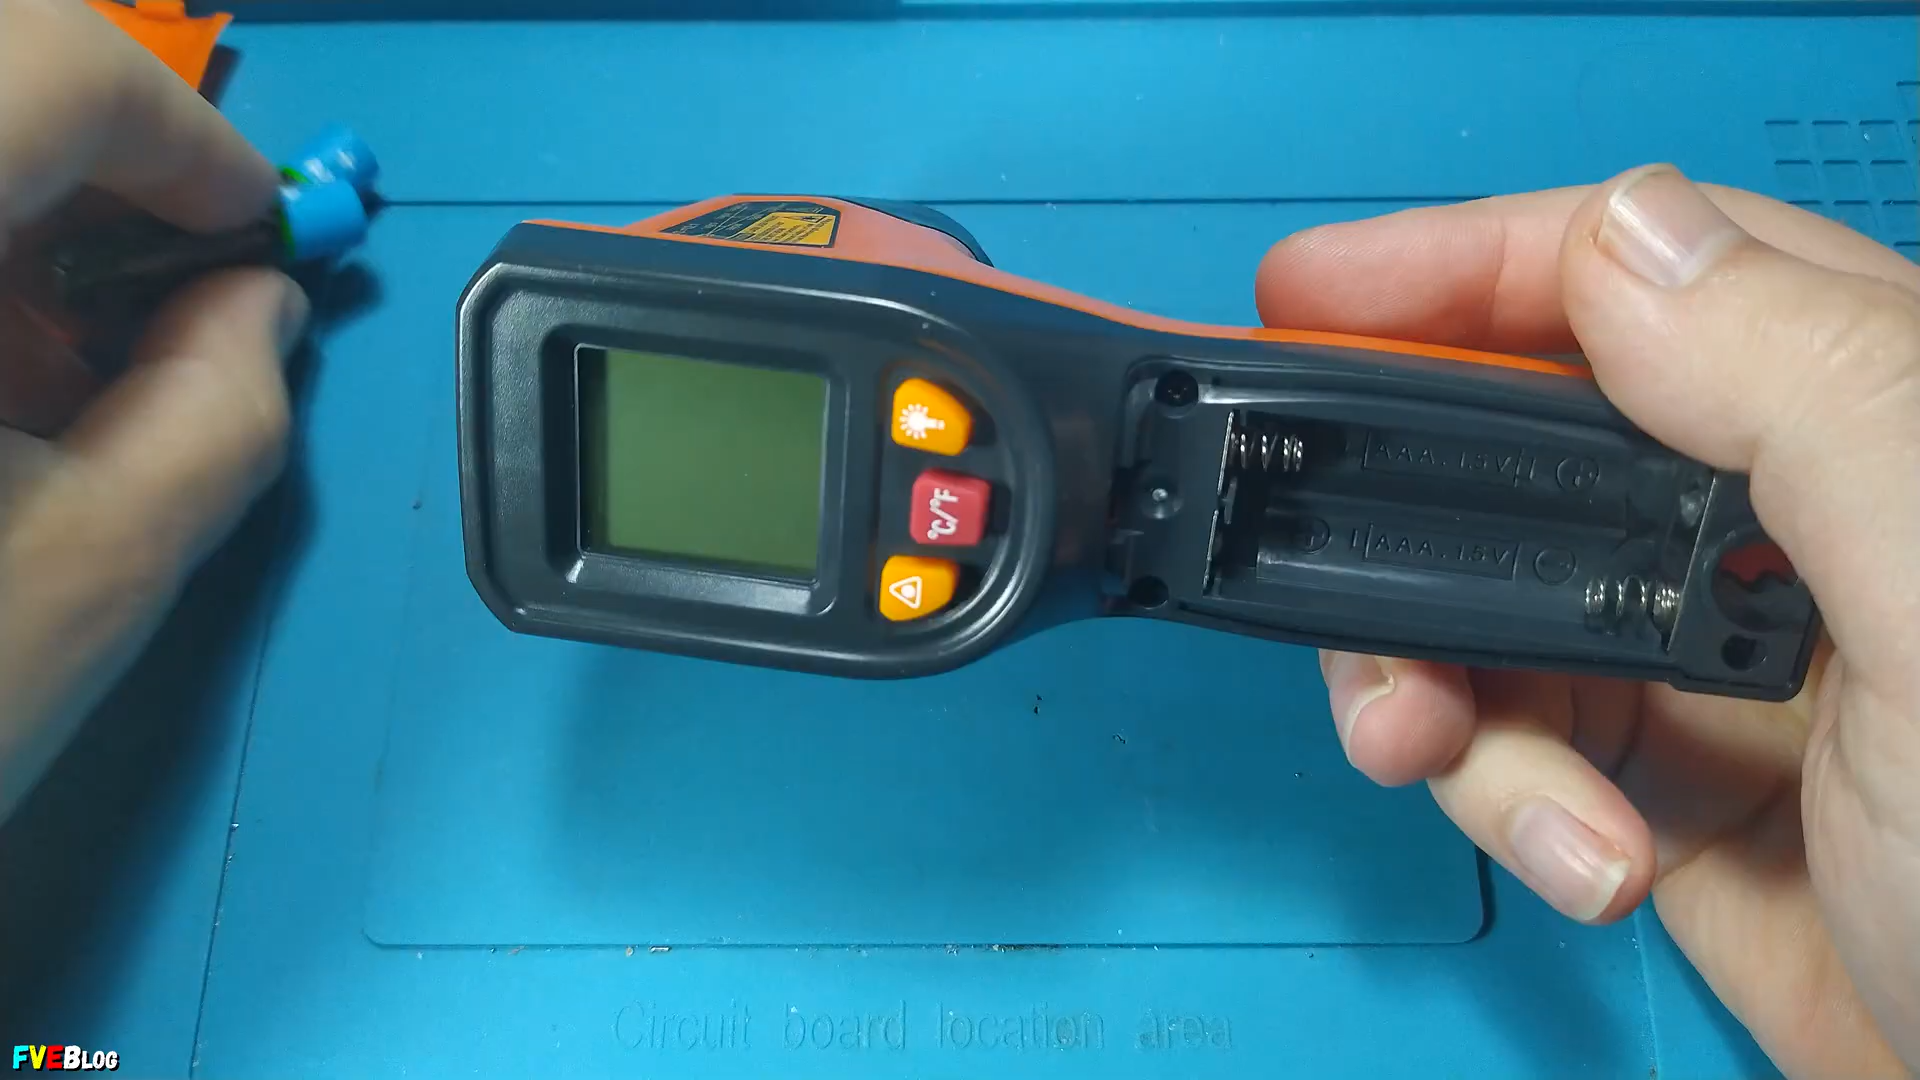 °C/°F
AAA. 1.5V
AAA. 1.5V
Circuit board location area
FVEBLOG